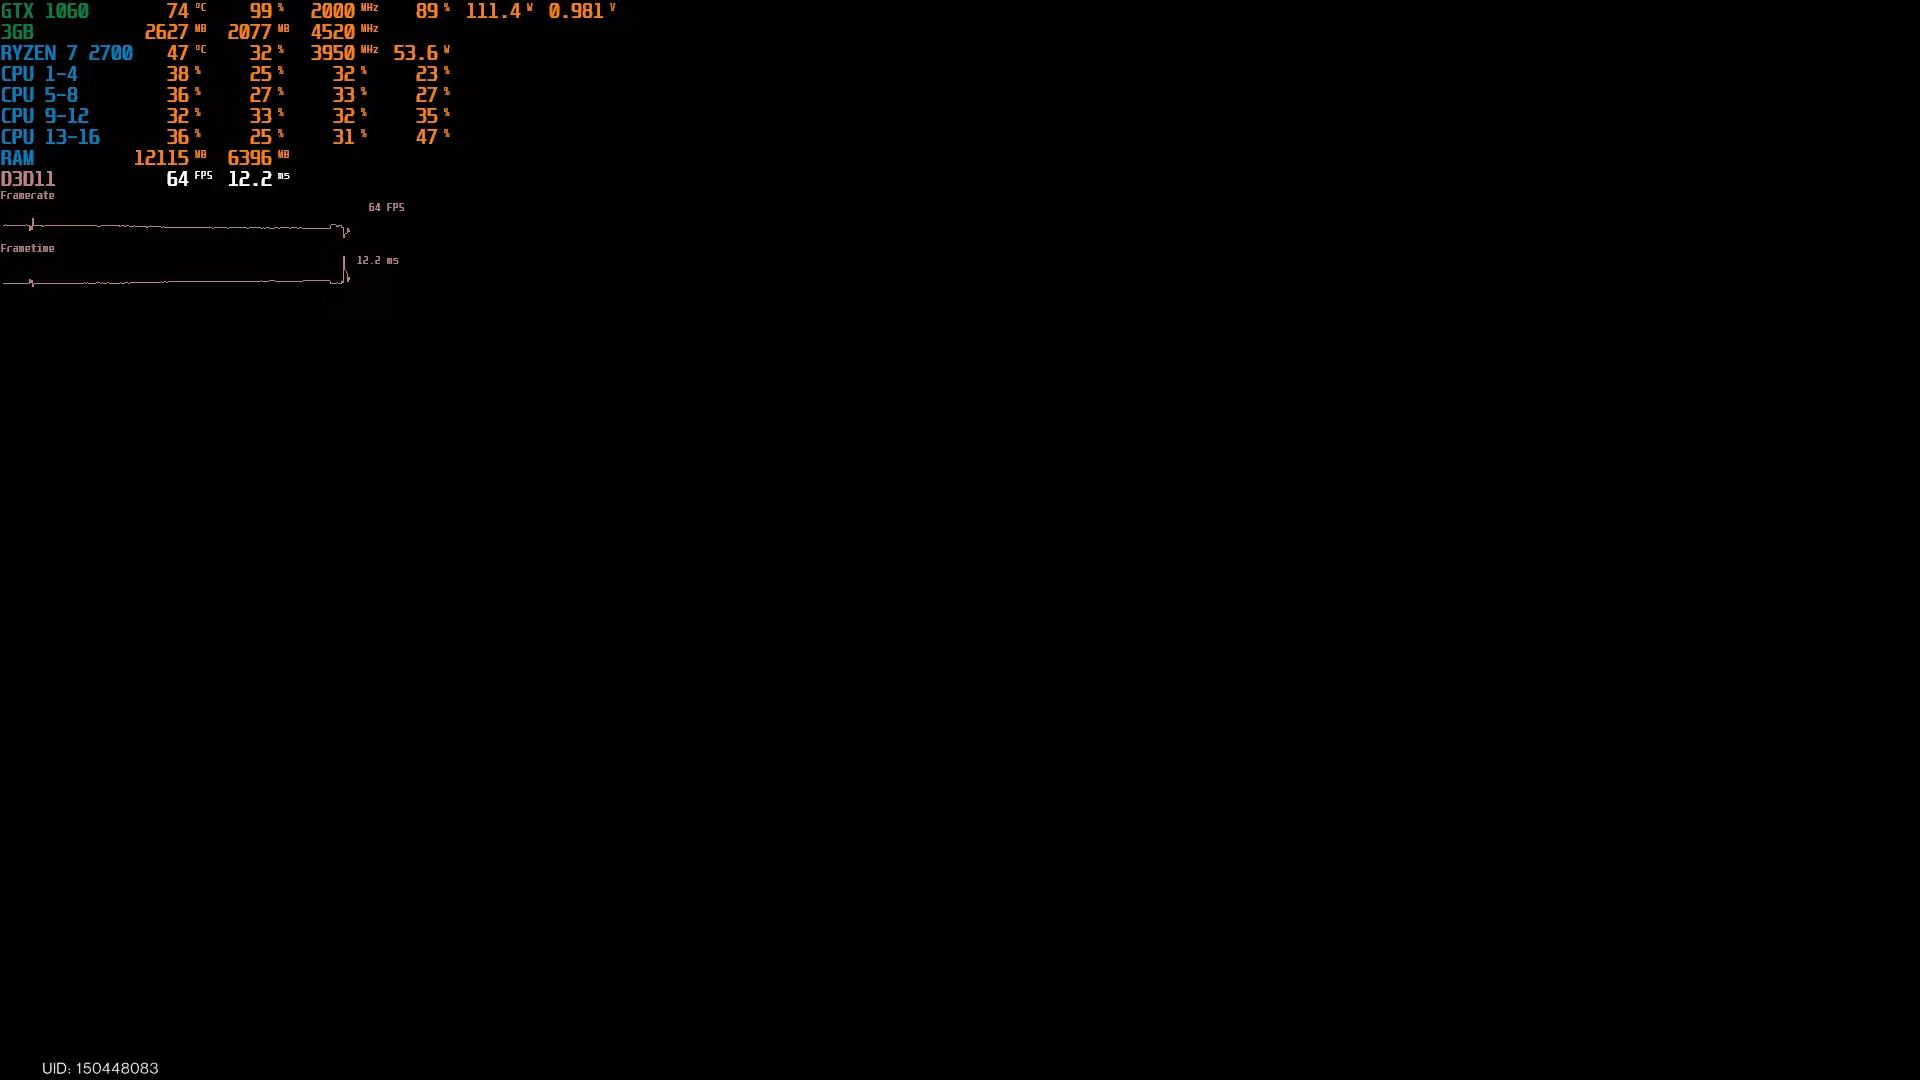 GTX 1060 74 °C 99 % 2000 MHz 89 % 111.4 W 0.981 V
3GB 2627 MB 2077 MB 4520 MHz
RYZEN 7 2700 47 °C 32 % 3950 MHz 53.6 W
CPU 1-4 38 % 25 % 32 % 23 %
CPU 5-8 36 % 27 % 33 % 27 %
CPU 9-12 32 % 33 % 32 % 35 %
CPU 13-16 36 % 25 % 31 % 47 %
RAM 12115 MB 6396 MB
D3D11 64 FPS 12.2 ms
Framerate
64 FPS
Frametime
12.2 ms
UID: 150448083